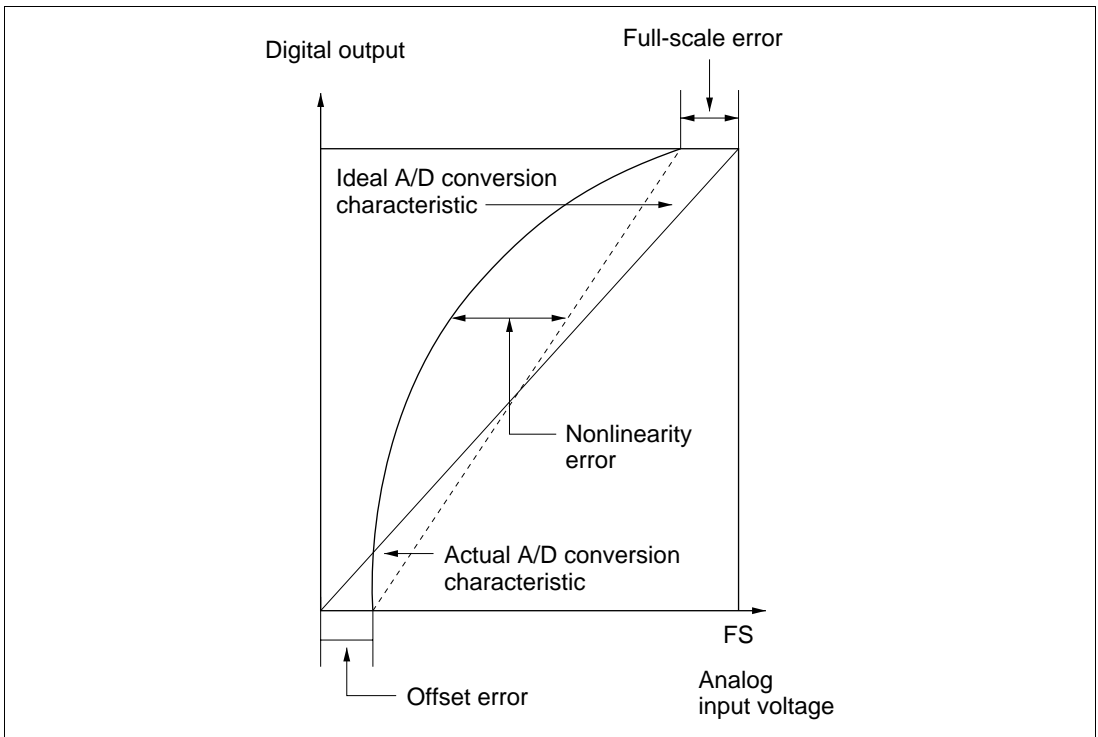 Full-scale error
Digital output
Ideal A/D conversion
characteristic
Nonlinearity
error
Actual A/D conversion
characteristic
FS
Offset error
Analog
input voltage